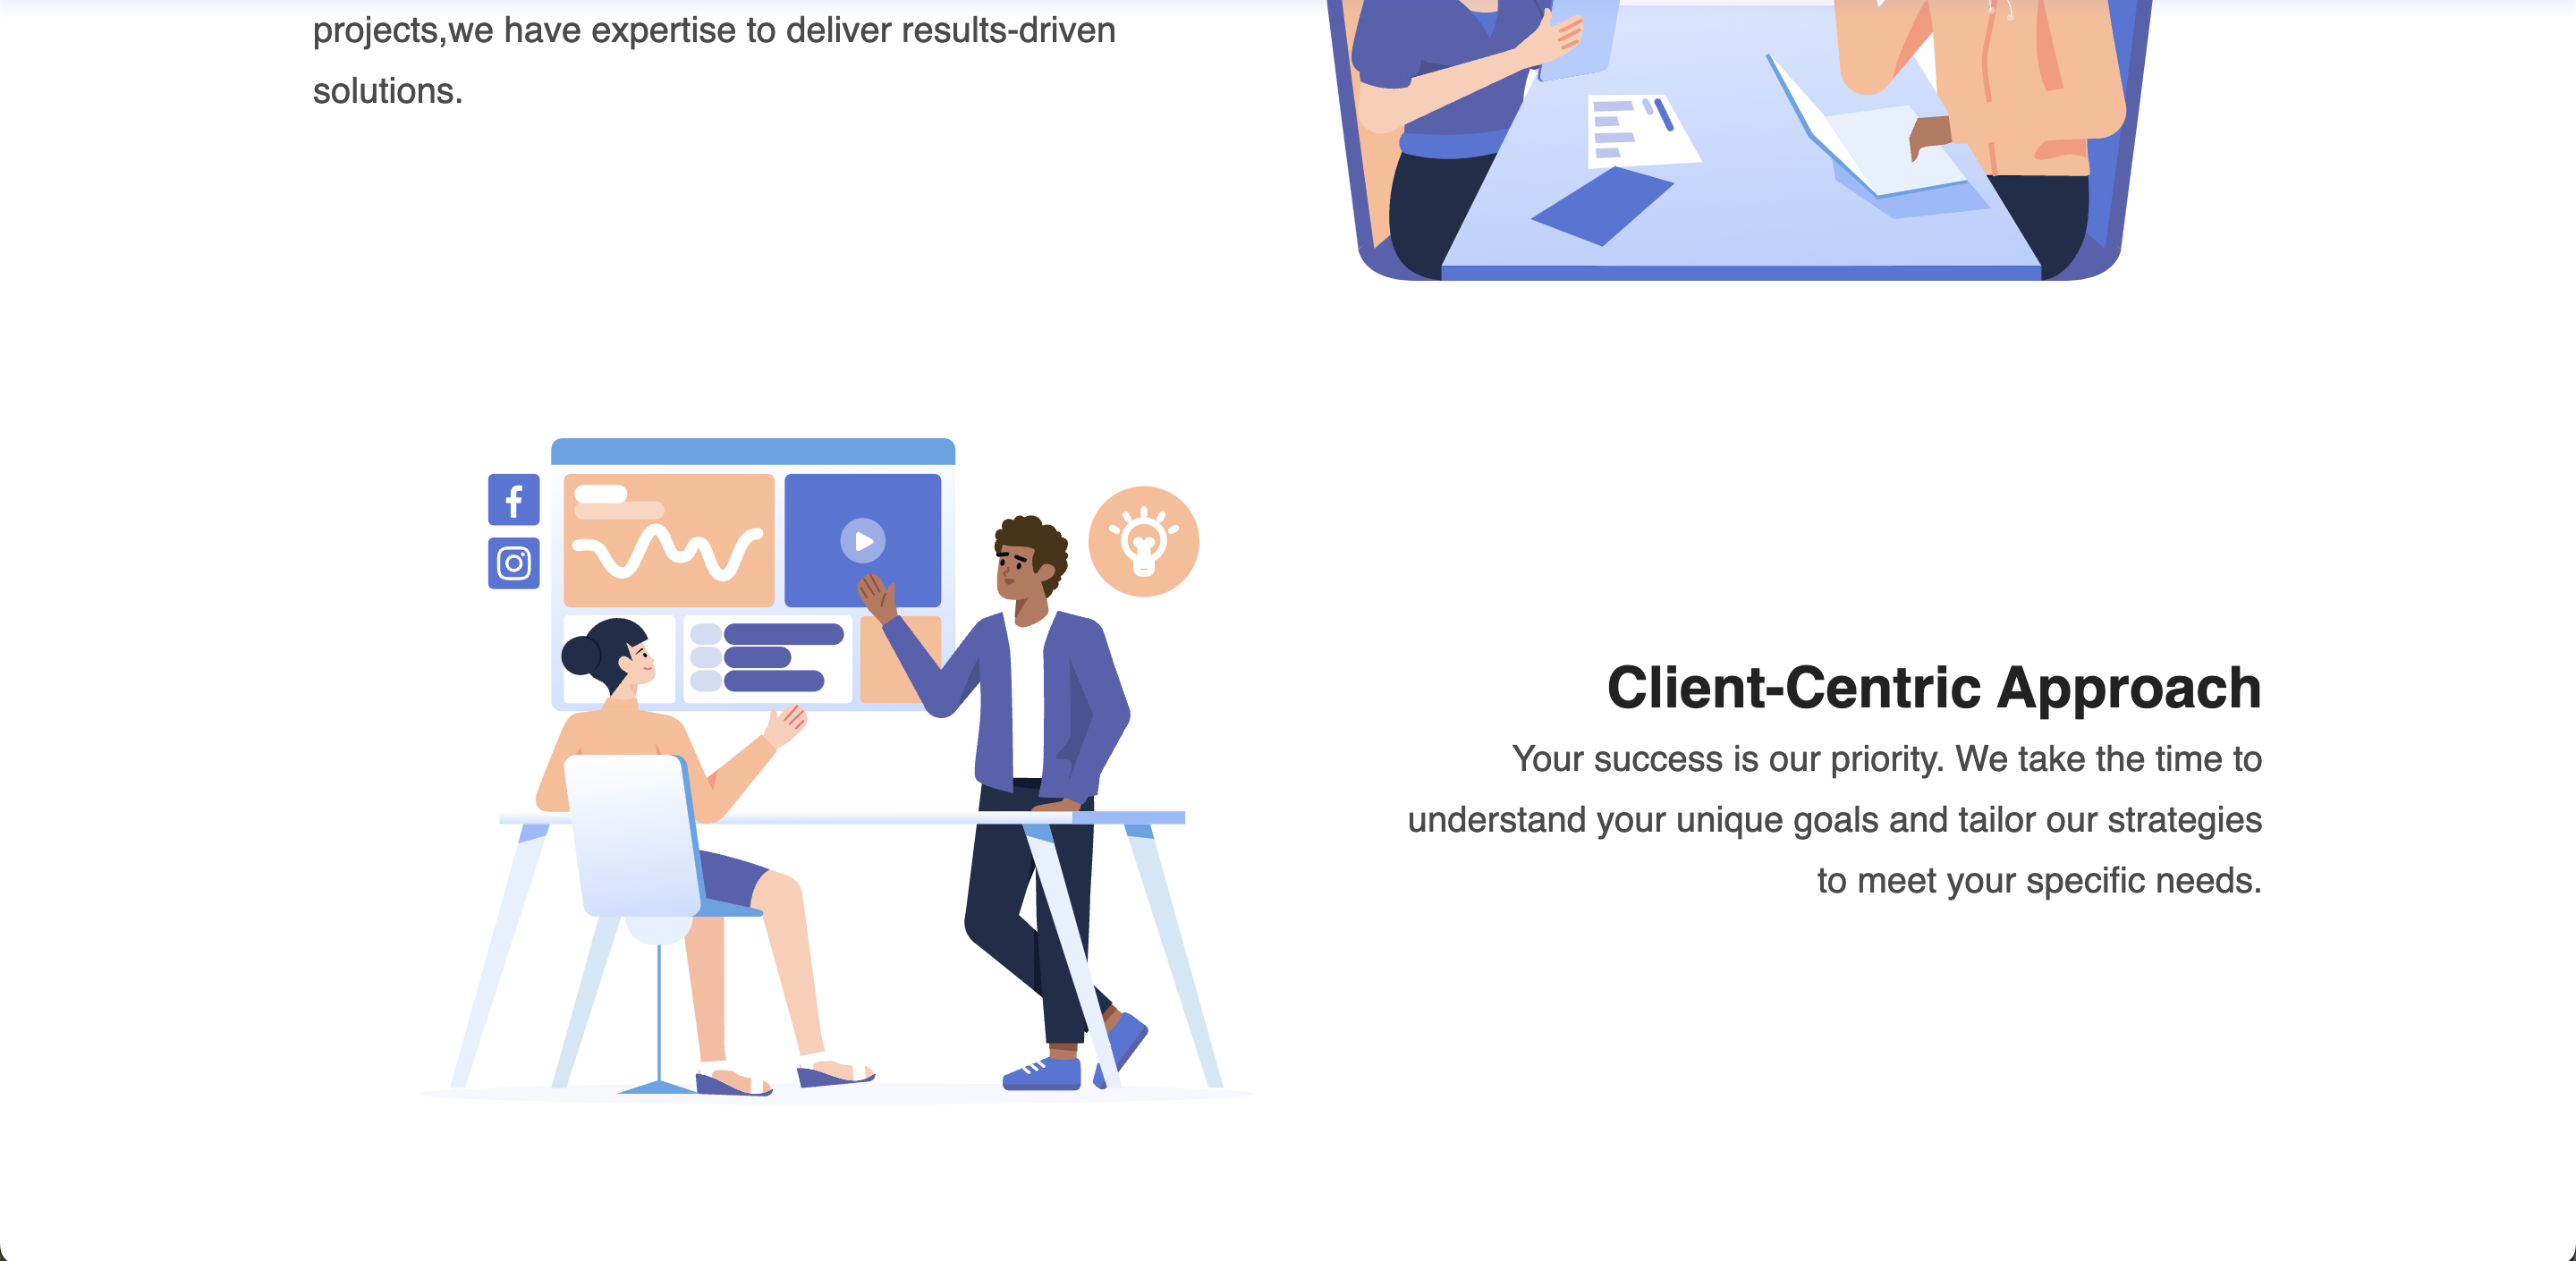 projects,we have expertise to deliver results-driven
solutions.
Client-Centric Approach
Your success is our priority. We take the time to
understand your unique goals and tailor our strategies
to meet your specific needs.